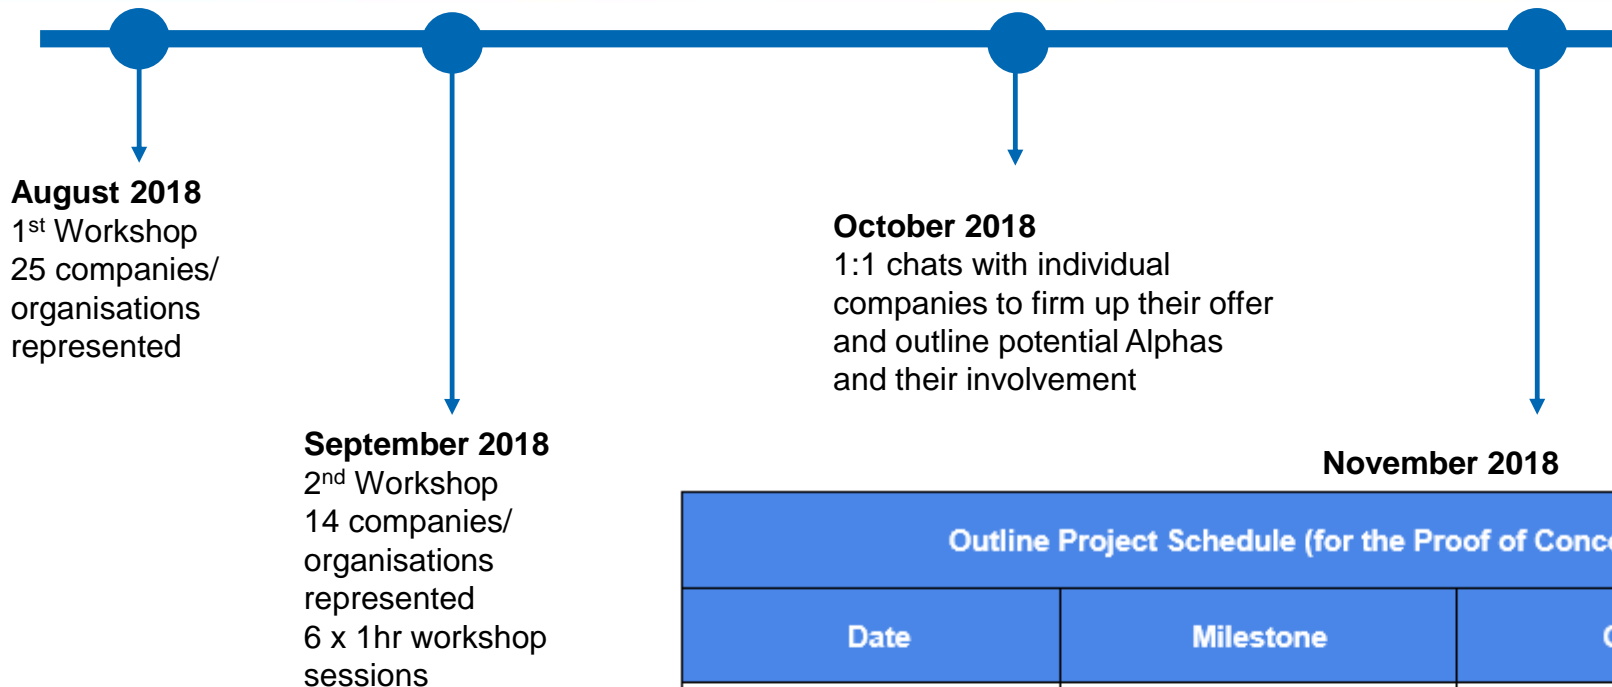 August 2018
1st Workshop
25 companies/
organisations
represented
September 2018
2nd Workshop
14 companies/
organisations
represented
6 x 1hr workshop
sessions
October 2018
1:1 chats with individual
companies to firm up their offer
and outline potential Alphas
and their involvement
November 2018
Outline Project Schedule (for the Proof of
Date Milestone